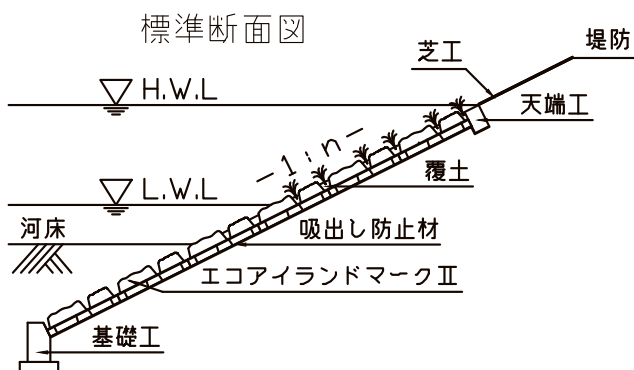 標準断面図
堤防
芝工
H.W.L
天端工
-1:n-
覆土
L.W.L
河床
吸出し防止材
エコアイランドマークⅡ
基礎工